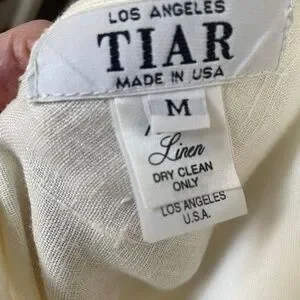 LOS ANGELES
TIAR
MADE IN USA
M
Linen
DRY CLEAN
ONLY
LOS ANGELES
U.S.A.